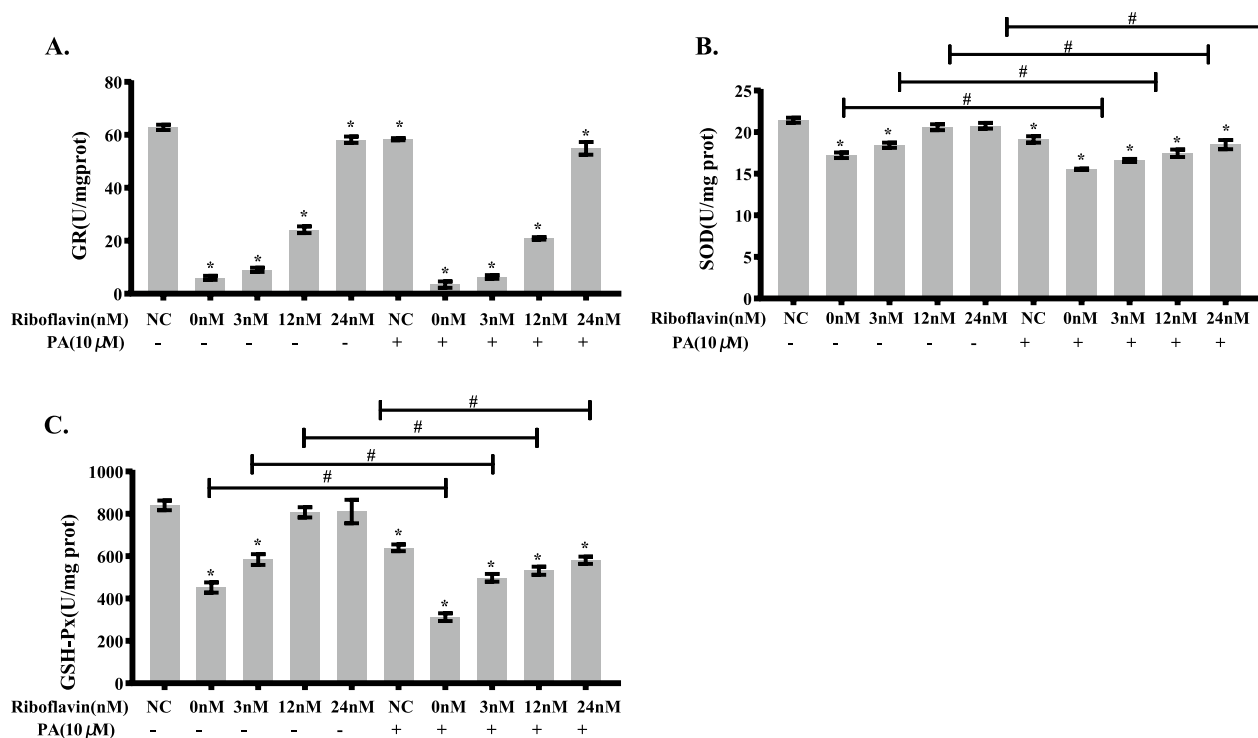 A.
GR(U/mgprot)
80
60
40
20
0
* * * * * * * * *
Riboflavin(nM) NC 0nM 3nM 12nM 24nM NC 0nM 3nM 12nM 24nM
PA(10 μM) - - - - - + + + + +
B.
#
#
#
#
SOD(U/mg prot)
25
20
15
10
5
0
* * * * * * *
Riboflavin(nM) NC 0nM 3nM 12nM 24nM NC 0nM 3nM 12nM 24nM
PA(10 μM) - - - - - + + + + +
C.
#
#
#
#
GSH-Px(U/mg prot)
1000
800
600
400
200
0
* * * * * * *
Riboflavin(nM) NC 0nM 3nM 12nM 24nM NC 0nM 3nM 12nM 24nM
PA(10 μM) - - - - - + + + + +